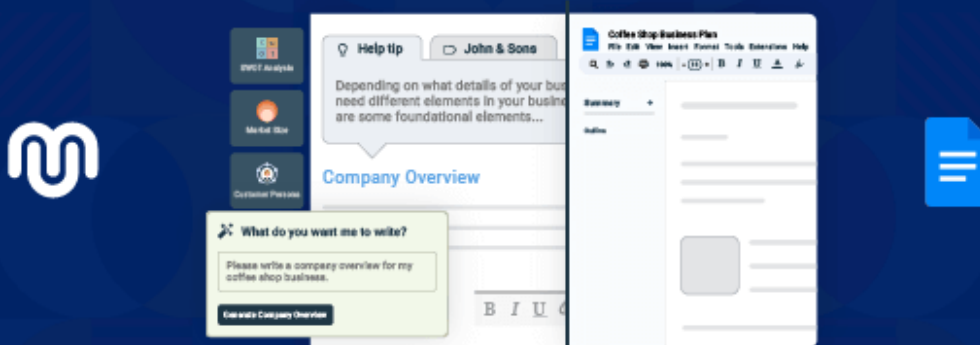 SWOT Analysis
Market Size
Customer Persona
Help tip
John & Sons
Depending on what details of your bus
need different elements in your busine
are some foundational elements...
Company Overview
What do you want me to write?
Please write a company overview for my
coffee shop business.
Generate Company Overview
B I U
Coffee Shop Business Plan
File Edit View Insert Format Tools Extensions Help
100%
B I U A
Summary +
Outline